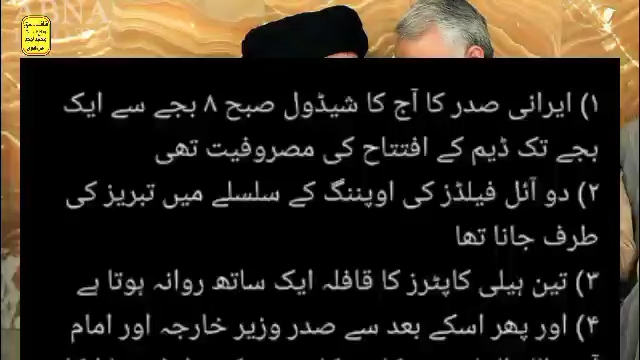 ABNA
۱) ایرانی صدر کا آج کا شیڈول صبح ۸ بجے سے ایک
بجے تک ڈیم کے افتتاح کی مصروفیت تھی
۲) دو آئل فیلڈز کی اوپننگ کے سلسلے میں تبریز کی
طرف جانا تھا
۳) تین ہیلی کاپٹرز کا قافلہ ایک ساتھ روانہ ہوتا ہے
۴) اور پھر اسکے بعد سے صدر وزیر خارجہ اور امام